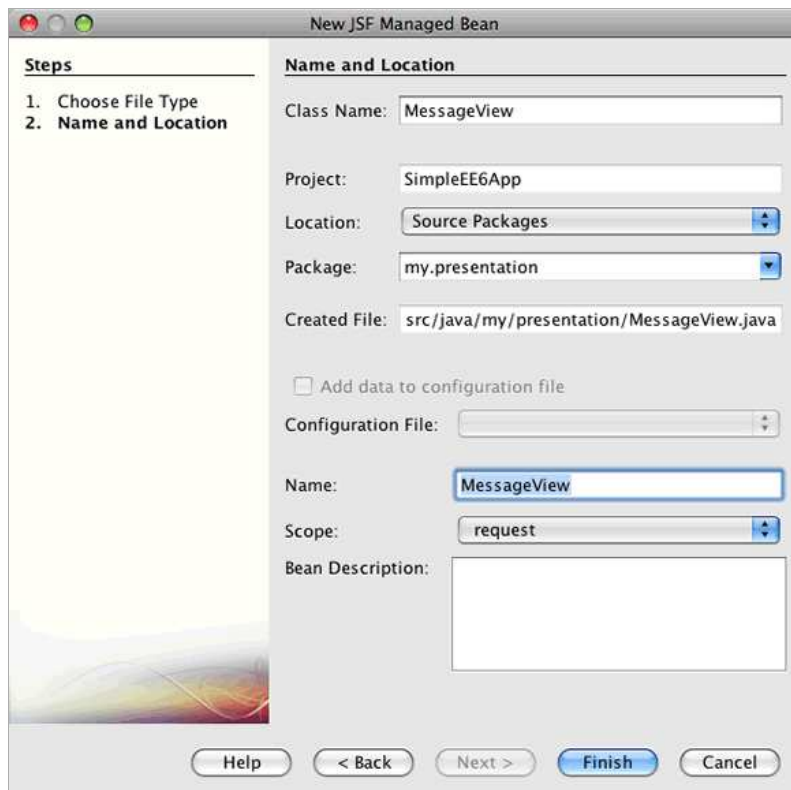 New JSF Managed Bean
Steps
1. Choose File Type
2. Name and Location
Name and Location
Class Name: MessageView
Project: SimpleEE6App
Location: Source Packages
Package: my.presentation
Created File: src/java/my/presentation/MessageView.java
Add data to configuration file
Configuration File:
Name: MessageView
Scope: request
Bean Description:
Help < Back Next > Finish Cancel